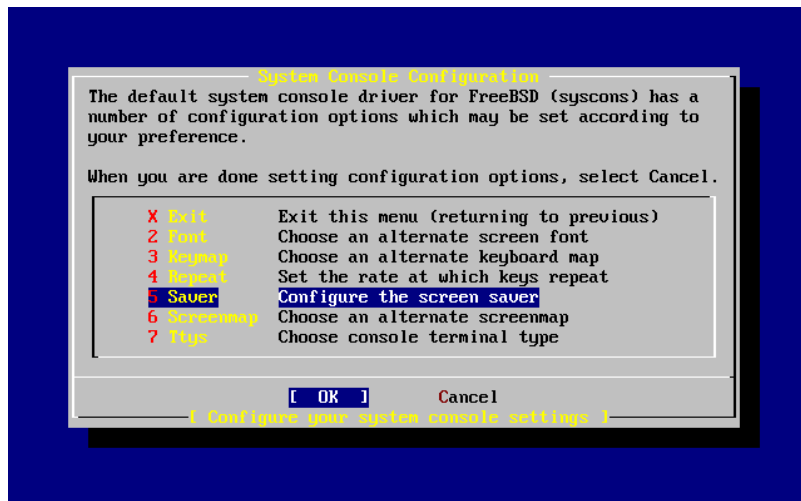 System Console Configuration
The default system console driver for FreeBSD (syscons) has a
number of configuration options which may be set according to
your preference.
When you are done setting configuration options, select Cancel.
X Exit Exit this menu (returning to previous)
2 Font Choose an alternate screen font
3 Keymap Choose an alternate keyboard map
4 Repeat Set the rate at which keys repeat
5 Saver Configure the screen saver
6 Screenmap Choose an alternate screenmap
7 Ttys Choose console terminal type
[ OK ] Cancel
[ Configure your system console settings ]